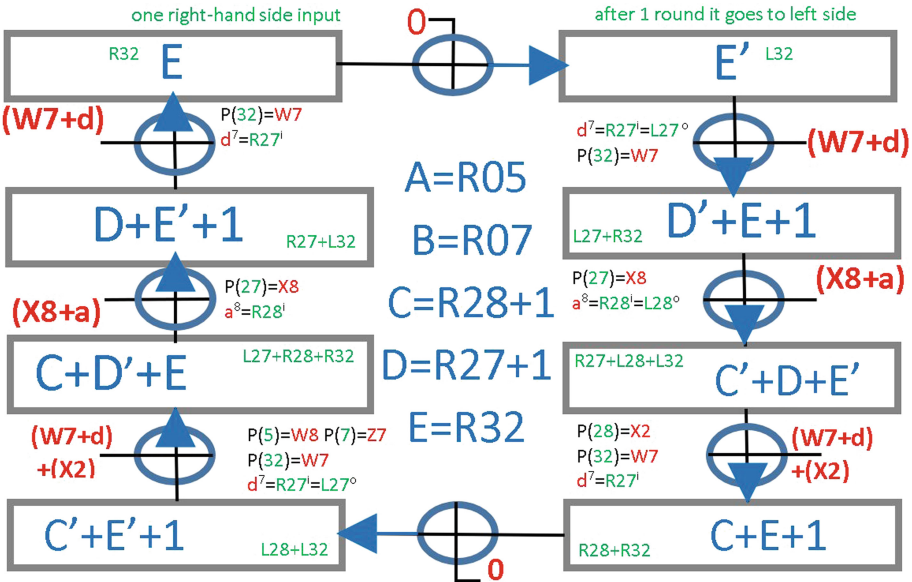 one right-hand side input
0
after 1 round it goes to left side
R32 E
E’ L32
(W7+d)
P(32)=W7
d⁷=R27ⁱ
d⁷=R27ⁱ=L27ᵒ
P(32)=W7
(W7+d)
A=R05
D+E’+1
R27+L32
B=R07
D’+E+1
L27+R32
(X8+a)
P(27)=X8
a⁸=R28ⁱ
C=R28+1
P(27)=X8
a⁸=R28ⁱ=L28ᵒ
(X8+a)
L27+R28+R32
C+D’+E
D=R27+1
R27+L28+L32
C’+D+E’
E=R32
(W7+d)
+(X2)
P(5)=W8 P(7)=Z7
P(32)=W7
d⁷=R27ⁱ=L27ᵒ
P(28)=X2
P(32)=W7
d⁷=R27ⁱ
(W7+d)
+(X2)
C’+E’+1
L28+L32
0
R28+R32
C+E+1